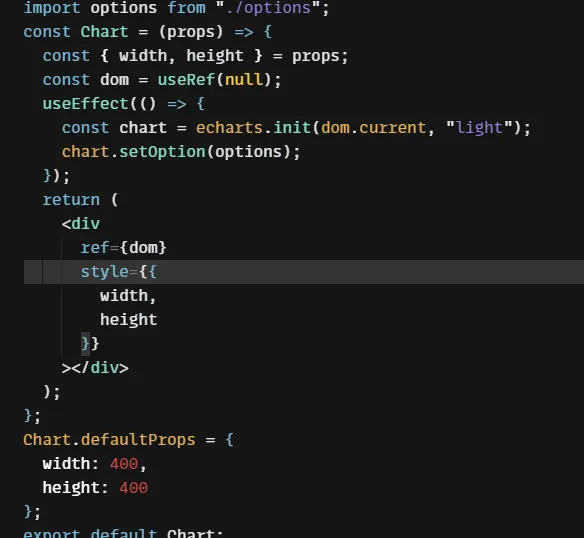 import options from "./options";
const Chart = (props) => {
const { width, height } = props;
const dom = useRef(null);
useEffect(() => {
const chart = echarts.init(dom.current, "light");
chart.setOption(options);
});
return (
<div
ref={dom}
style={{
width,
height
}}
></div>
);
};
Chart.defaultProps = {
width: 400,
height: 400
};
export default Chart;